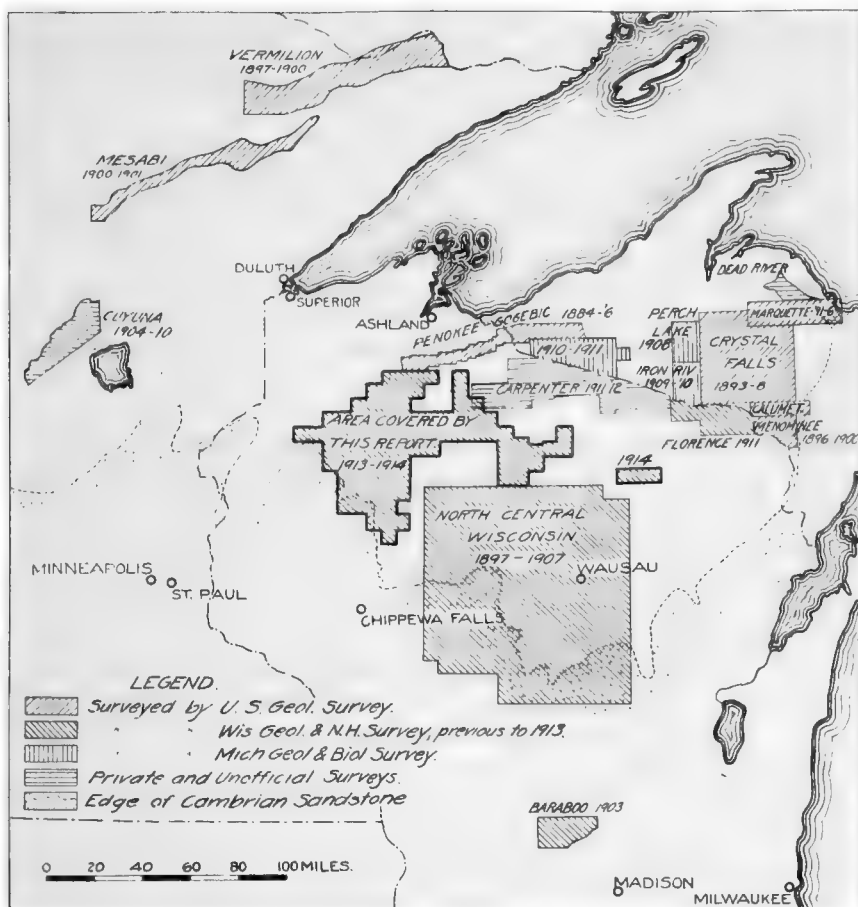 VERMILION
1897-1900
MESABI
1900-1901
DEAD RIVER
DULUTH
SUPERIOR
CUYUNA
1904-10
ASHLAND
PENOKEE GOGEBIC 1884-'6
PERCH
LAKE
1908
MARQUETTE-91-6
CRYSTAL
FALLS
1893-8
1910-1911
IRON RIV
1909-'10
CARPENTER 1911-12
CALUMET
MENOMINEE
1896 1900
FLORENCE 1911
AREA COVERED BY
THIS REPORT
1913-1914
1914
NORTH CENTRAL
WISCONSIN
1897-1907
WAUSAU
MINNEAPOLIS
ST. PAUL
CHIPPEWA FALLS
LEGEND.
Surveyed by U. S. Geol. Survey.
" " Wis Geol. & N.H. Survey, previous to 1913.
" " Mich Geol & Biol Survey.
Private and Unofficial Surveys.
Edge of Cambrian Sandstone
BARABOO 1903
0 20 40 60 80 100 MILES.
MADISON
MILWAUKEE